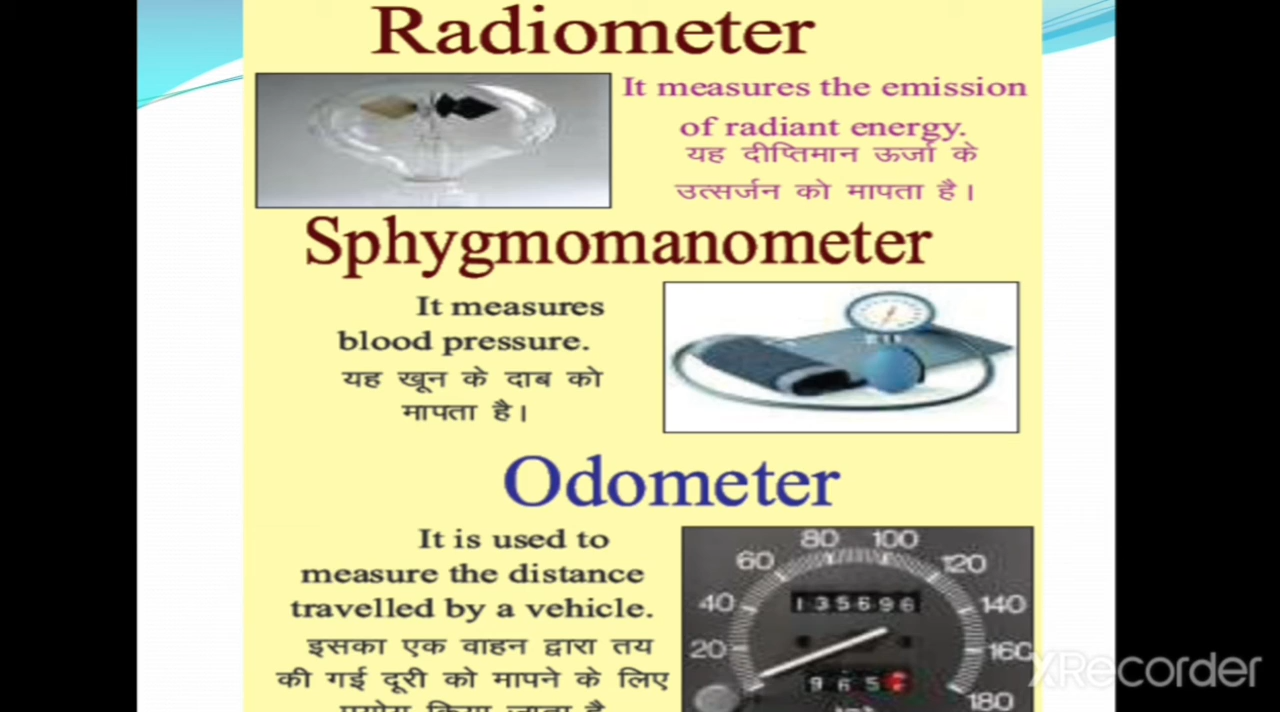 Radiometer
It measures the emission
of radiant energy.
यह दीप्तिमान ऊर्जा के
उत्सर्जन को मापता है।
Sphygmomanometer
It measures
blood pressure.
यह खून के दाब को
मापता है।
Odometer
It is used to
measure the distance
travelled by a vehicle.
इसका एक वाहन द्वारा तय
की गई दूरी को मापने के लिए
प्रयोग किया जाता है
80 100
60 120
135696
40 140
20 160
965
180
XRecorder